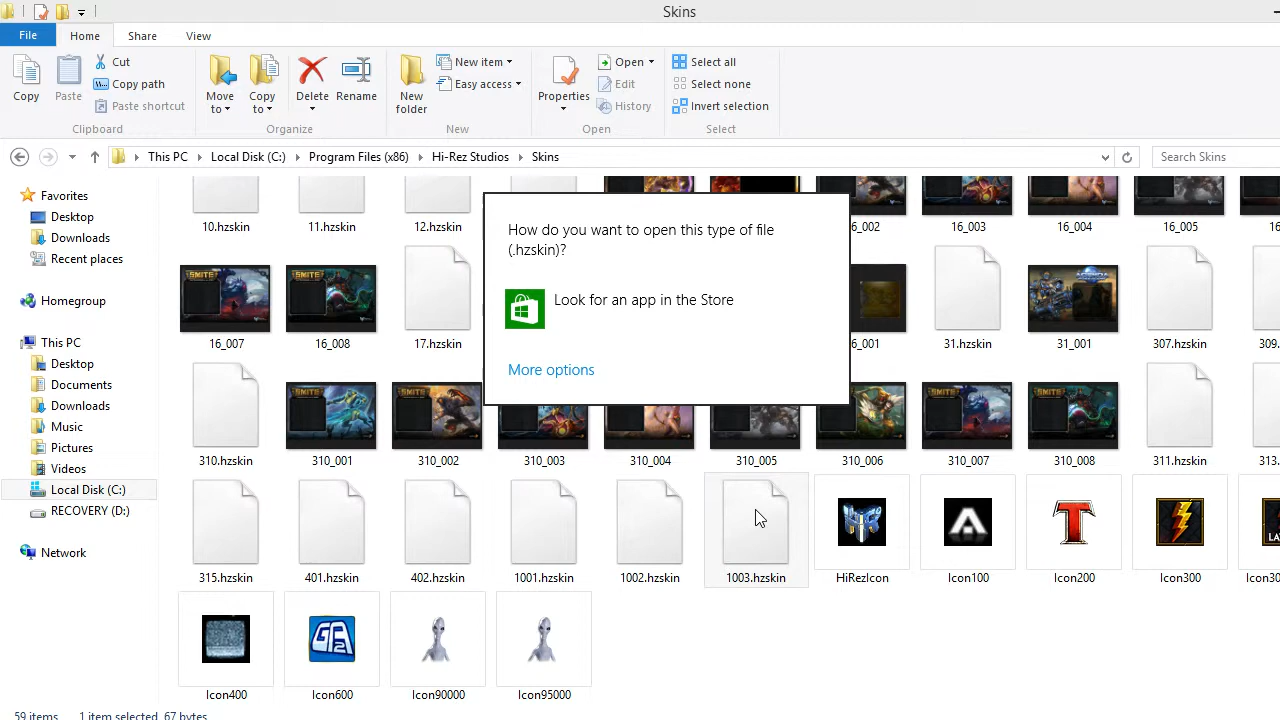 Skins
File Home Share View
Copy
Paste
Cut
Copy path
Paste shortcut
Clipboard
Move to
Copy to
Delete
Rename
Organize
New folder
New item
Easy access
New
Properties
Open
Edit
History
Open
Select all
Select none
Invert selection
Select
This PC Local Disk (C:) Program Files (x86) Hi-Rez Studios Skins
Search Skins
Favorites
Desktop
Downloads
Recent places
Homegroup
This PC
Desktop
Documents
Downloads
Music
Pictures
Videos
Local Disk (C:)
RECOVERY (D:)
Network
10.hzskin 11.hzskin 12.hzskin 16_003 16_004 16_005
How do you want to open this type of file
(.hzskin)?
Look for an app in the Store
More options
SMITE SMITE
16_007 16_008 17.hzskin 31.hzskin 31_001 307.hzskin
310.hzskin 310_001 310_002 310_003 310_004 310_005 310_006 310_007 310_008 311.hzskin
315.hzskin 401.hzskin 402.hzskin 1001.hzskin 1002.hzskin 1003.hzskin HiRezIcon Icon100 Icon200 Icon300
Icon400 Icon600 Icon90000 Icon95000
59 items 1 item selected 67 bytes